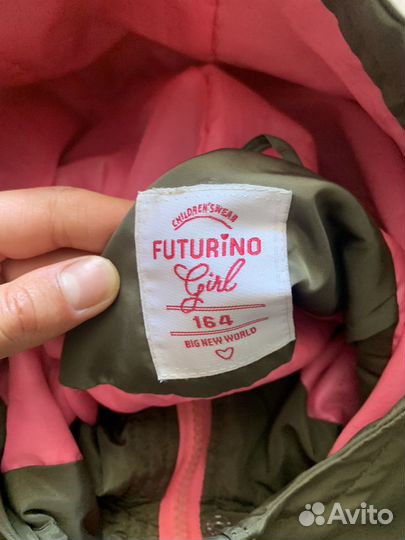 CHILDREN'SWEAR
FUTURINO
Girl
164
BIG NEW WORLD
Avito